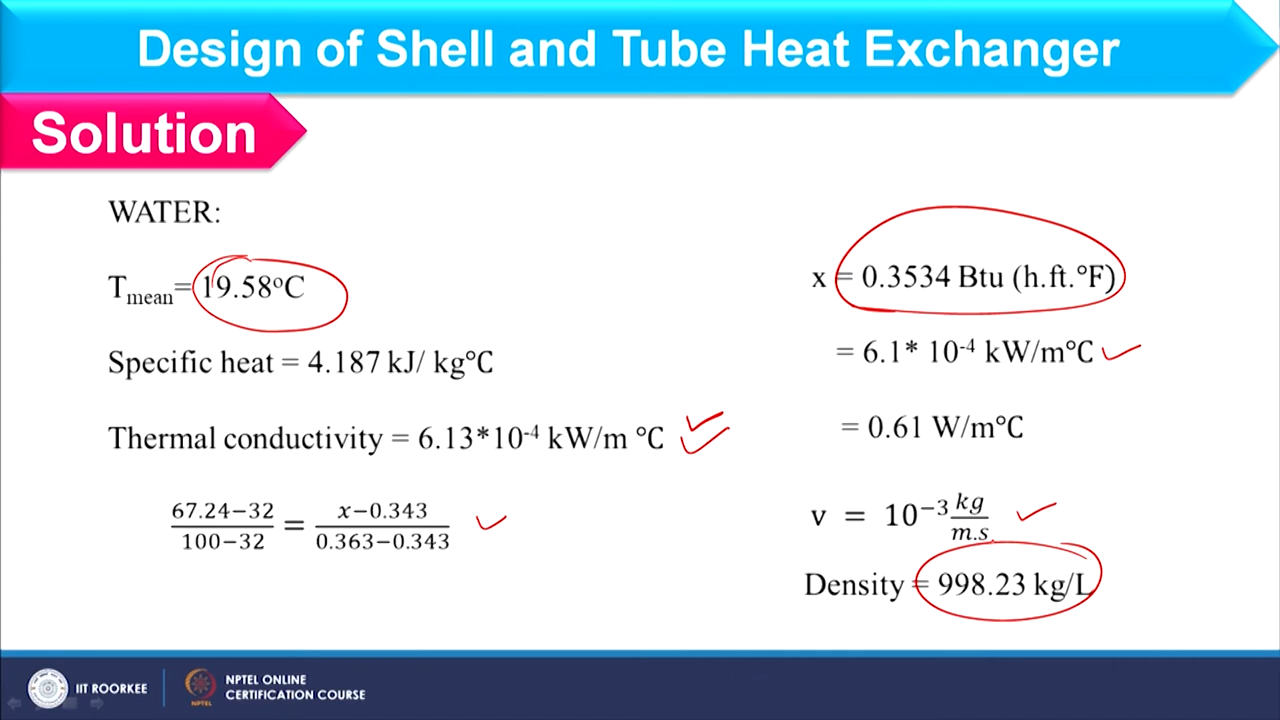 Design of Shell and Tube Heat Exchanger
Solution
WATER:
Tmean= 19.58°C
Specific heat = 4.187 kJ/ kg°C
Thermal conductivity = 6.13*10-4 kW/m °C
67.24−32 / 100−32 = x−0.343 / 0.363−0.343
x = 0.3534 Btu (h.ft.°F)
= 6.1* 10-4 kW/m°C
= 0.61 W/m°C
v = 10−3 kg / m.s
Density = 998.23 kg/L
IIT ROORKEE
NPTEL
NPTEL ONLINE
CERTIFICATION COURSE